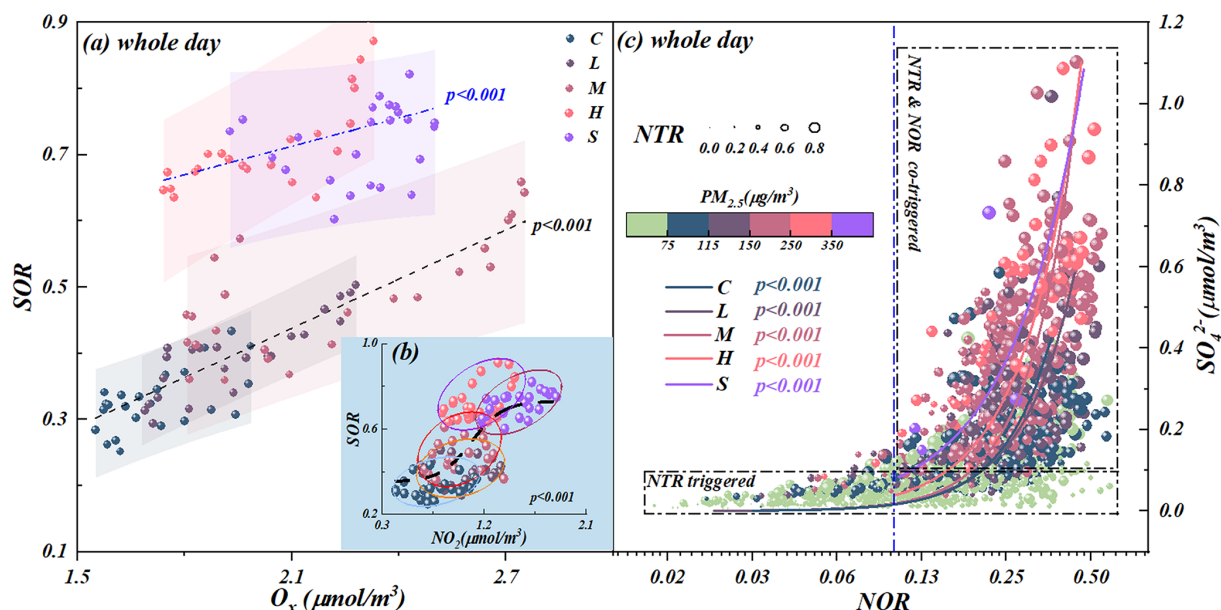 (a) whole day
C
L
M
H
S
p<0.001
p<0.001
SOR
0.9
0.7
0.5
0.3
0.1
1.5
2.1
2.7
Oₓ (μmol/m³)
(b)
SOR
1.0
0.6
0.2
0.3
1.2
2.1
NO₂(μmol/m³)
p<0.001
(c) whole day
NTR
0.0 0.2 0.4 0.6 0.8
PM₂.₅(μg/m³)
75 115 150 250 350
C p<0.001
L p<0.001
M p<0.001
H p<0.001
S p<0.001
NTR & NOR co-triggered
NTR triggered
0.02
0.03
0.06
0.13
0.25
0.50
NOR
1.2
1.0
0.8
0.6
0.4
0.2
0.0
SO₄²⁻(μmol/m³)